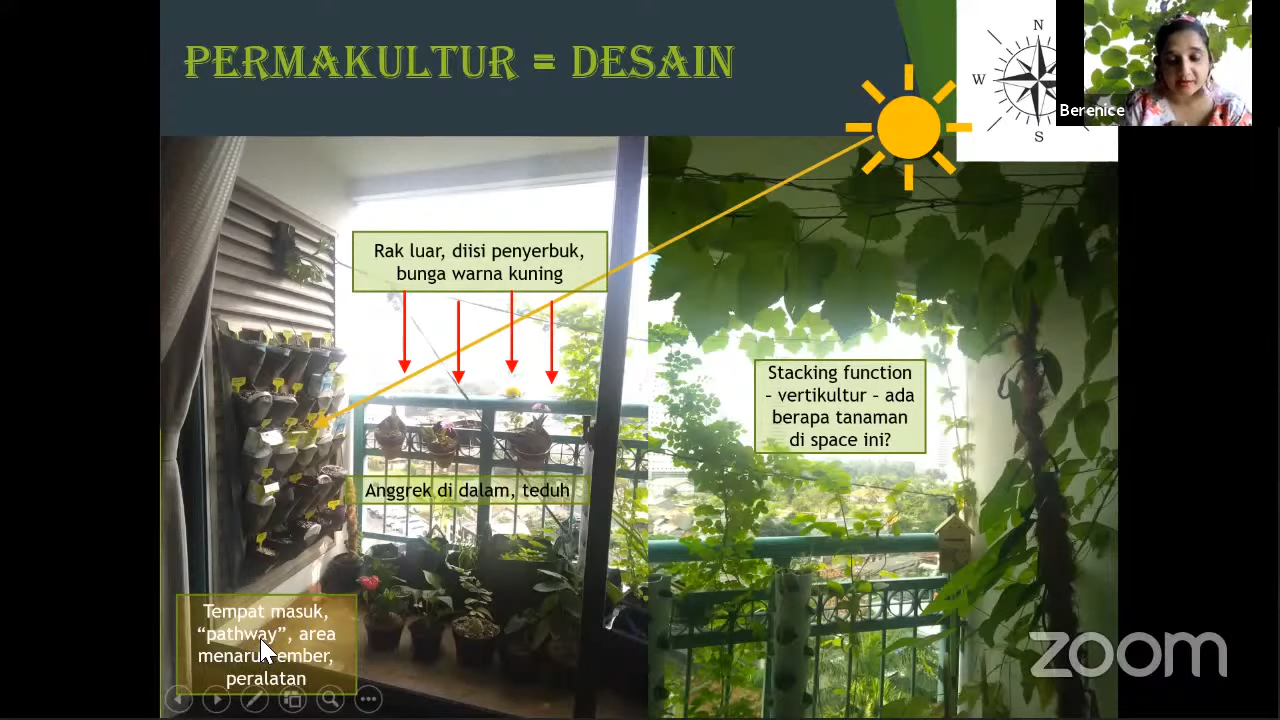 PERMAKULTUR = DESAIN
N
W
S
Berenice
Rak luar, diisi penyerbuk,
bunga warna kuning
Stacking function
– vertikultur – ada
berapa tanaman
di space ini?
Anggrek di dalam, teduh
Tempat masuk,
“pathway”, area
menaruh ember,
peralatan
zoom